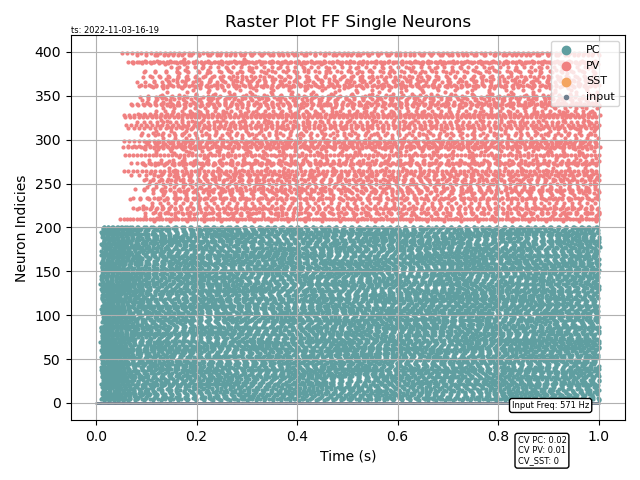 Raster Plot FF Single Neurons
ts: 2022-11-03-16-19
PC
PV
SST
input
Neuron Indicies
400
350
300
250
200
150
100
50
0
Input Freq: 571 Hz
0.0 0.2 0.4 0.6 0.8 1.0
Time (s)
CV PC: 0.02
CV PV: 0.01
CV_SST: 0